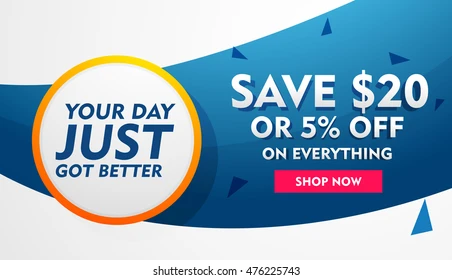 YOUR DAY
JUST
GOT BETTER
SAVE $20
OR 5% OFF
ON EVERYTHING
SHOP NOW
shutterstock.com · 476225743